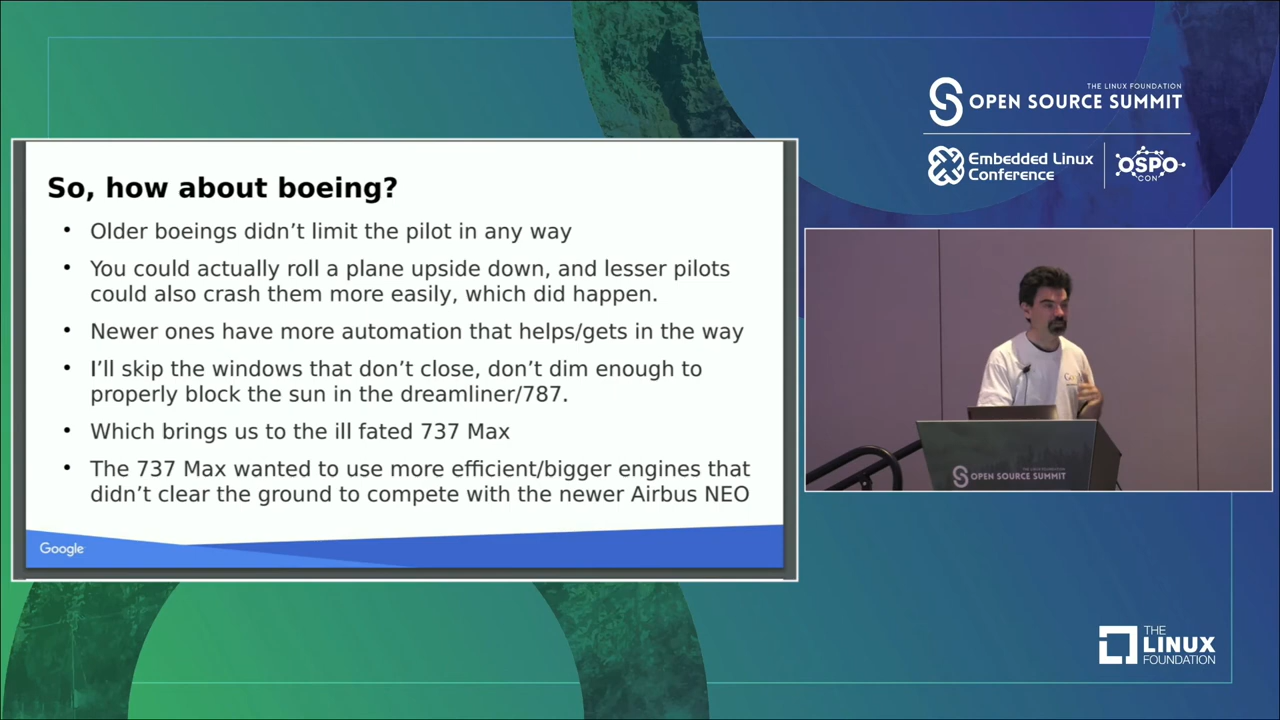 THE LINUX FOUNDATION
OPEN SOURCE SUMMIT
Embedded Linux
Conference
OSPO
CON
So, how about boeing?
• Older boeings didn’t limit the pilot in any way
• You could actually roll a plane upside down, and lesser pilots
could also crash them more easily, which did happen.
• Newer ones have more automation that helps/gets in the way
• I’ll skip the windows that don’t close, don’t dim enough to
properly block the sun in the dreamliner/787.
• Which brings us to the ill fated 737 Max
• The 737 Max wanted to use more efficient/bigger engines that
didn’t clear the ground to compete with the newer Airbus NEO
Google
OPEN SOURCE SUMMIT
THE
LINUX
FOUNDATION